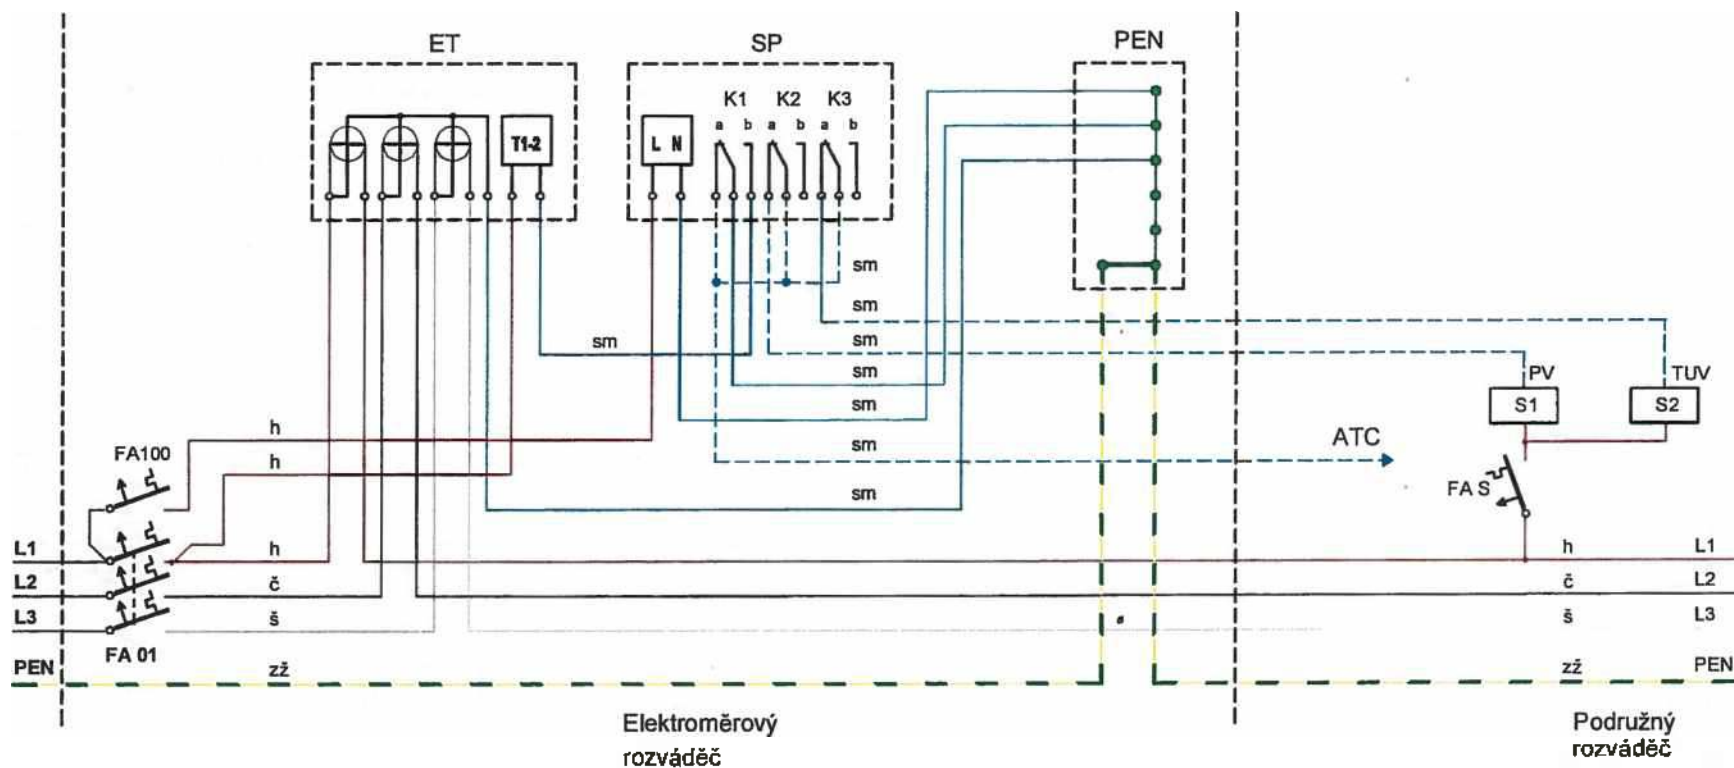 ET
SP
PEN
K1 K2 K3
a b a b a b
T1-2
L N
sm
sm
sm
sm
sm
sm
PV
TUV
S1
S2
h
ATC
sm
FA100
h
FA S
sm
L1
h
h
L1
L2
č
č
L2
L3
š
š
L3
FA 01
PEN
zž
zž
PEN
Elektroměrový
rozváděč
Podružný
rozváděč